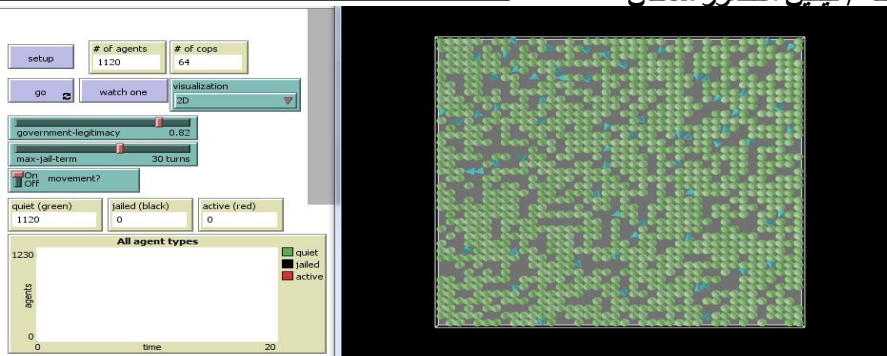 # of agents
# of cops
setup
1120
64
visualization
go
watch one
2D
government-legitimacy 0.82
max-jail-term 30 turns
On
Off
movement?
quiet (green)
jailed (black)
active (red)
1120
0
0
All agent types
1230
quiet
jailed
active
agents
0
0
time
20